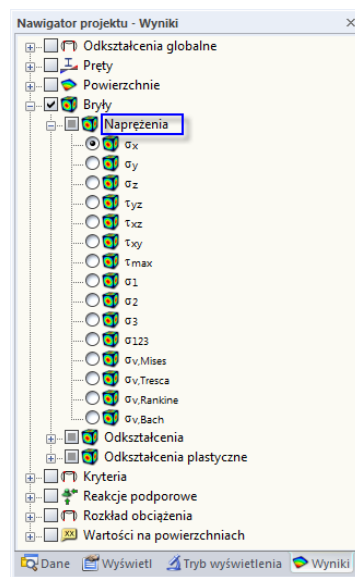 Nawigator projektu - Wyniki
Odkształcenia globalne
Pręty
Powierzchnie
Bryły
Naprężenia
σx
σy
σz
τyz
τxz
τxy
τmax
σ1
σ2
σ3
σ123
σv,Mises
σv,Tresca
σv,Rankine
σv,Bach
Odkształcenia
Odkształcenia plastyczne
Kryteria
Reakcje podporowe
Rozkład obciążenia
Wartości na powierzchniach
Dane Wyświetl Tryb wyświetlenia Wyniki